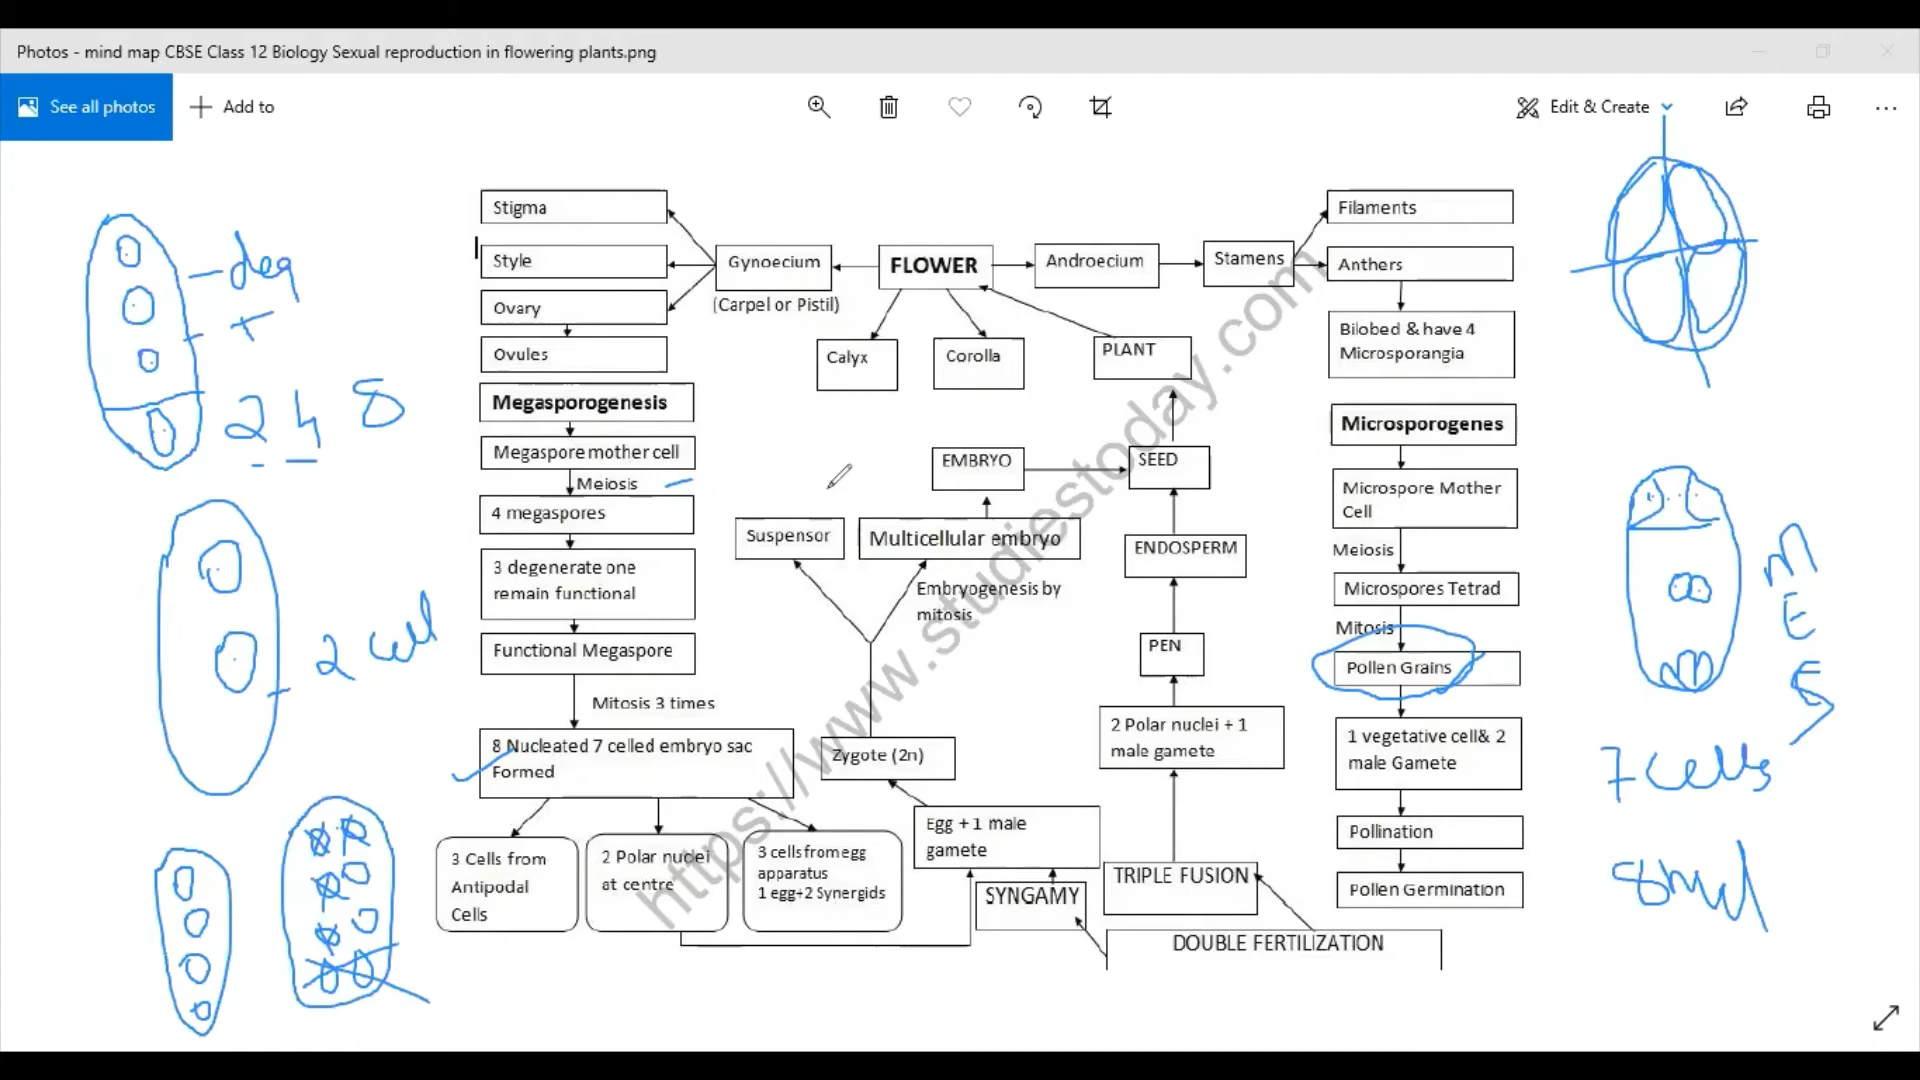 Photos - mind map CBSE Class 12 Biology Sexual reproduction in flowering plants.png
See all photos
Add to
Edit & Create
Stigma
Style
Ovary
Ovules
Gynoecium
(Carpel or Pistil)
FLOWER
Androecium
Stamens
Filaments
Anthers
Bilobed & have 4
Microsporangia
Calyx
Corolla
PLANT
Megasporogenesis
Megaspore mother cell
Meiosis
4 megaspores
3 degenerate one
remain functional
Functional Megaspore
Mitosis 3 times
8 Nucleated 7 celled embryo sac
Formed
3 Cells from
Antipodal
Cells
2 Polar nuclei
at centre
3 cells from egg
apparatus
1 egg+2 Synergids
EMBRYO
SEED
Suspensor
Multicellular embryo
Embryogenesis by
mitosis
ENDOSPERM
PEN
2 Polar nuclei + 1
male gamete
Zygote (2n)
Egg + 1 male
gamete
SYNGAMY
TRIPLE FUSION
DOUBLE FERTILIZATION
Microsporogenes
Microspore Mother
Cell
Meiosis
Microspores Tetrad
Mitosis
Pollen Grains
1 vegetative cell& 2
male Gamete
Pollination
Pollen Germination
https://www.studiestoday.com
- deg
2 4 8
2 cell
M
E
7 cells